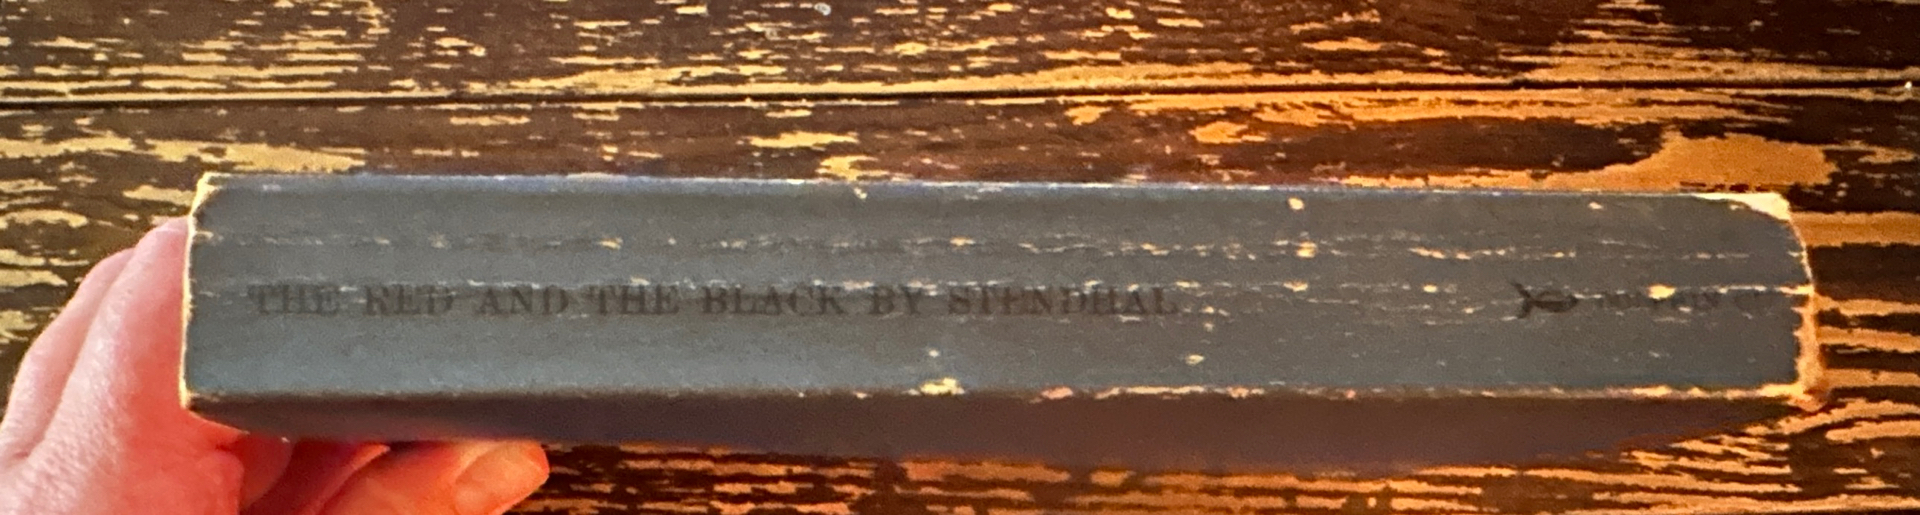 THE RED AND THE BLACK BY STENDHAL